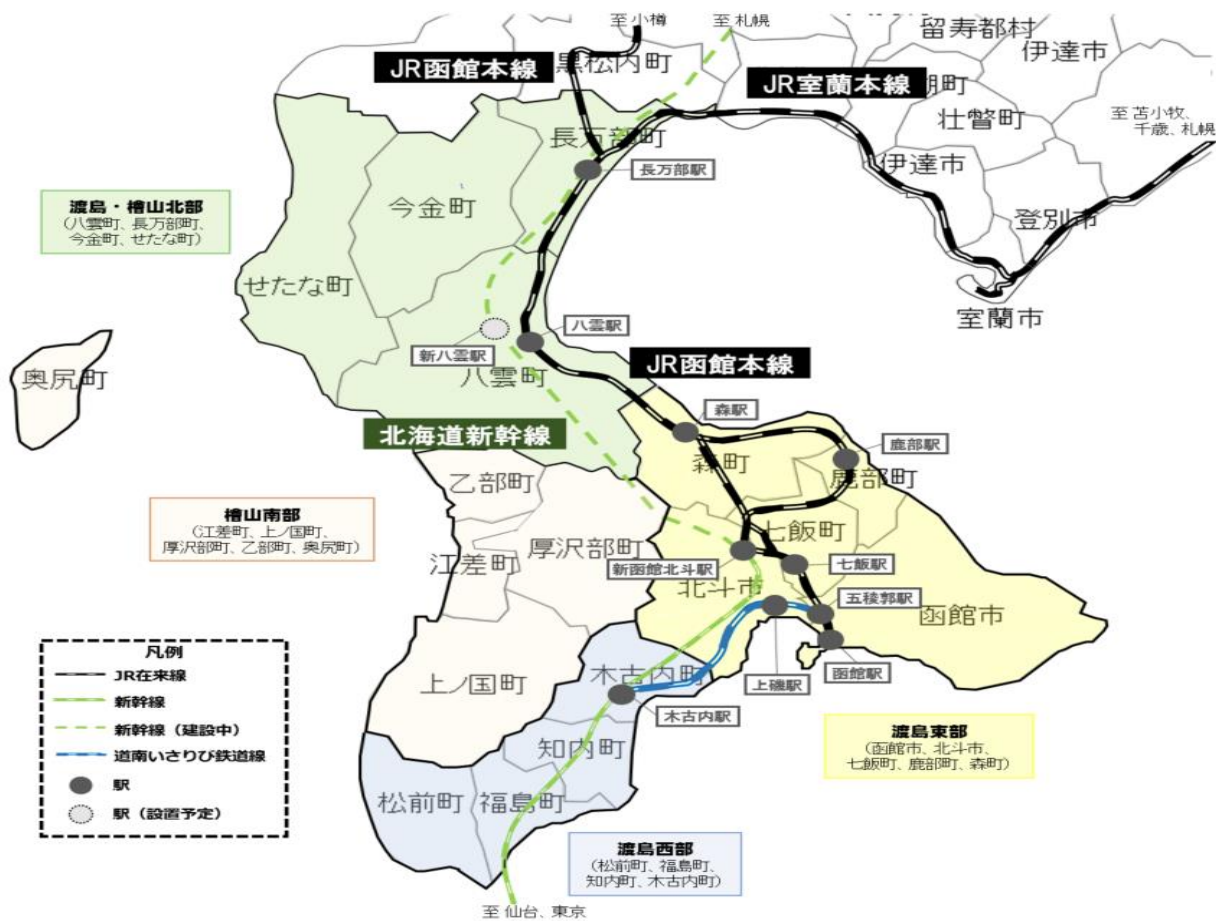 至 小樽
至 札幌
留寿都村
伊達市
JR函館本線
黒松内町
JR室蘭本線
壮瞥町
至 苫小牧、
千歳、札幌
長万部町
伊達市
長万部駅
渡島・檜山北部
(八雲町、長万部町、
今金町、せたな町)
今金町
登別市
せたな町
室蘭市
八雲駅
新八雲駅
JR函館本線
八雲町
奥尻町
森駅
北海道新幹線
鹿部駅
森町
鹿部町
乙部町
檜山南部
(江差町、上ノ国町、
厚沢部町、乙部町、奥尻町)
七飯町
厚沢部町
江差町
新函館北斗駅
七飯駅
北斗市
五稜郭駅
函館市
凡例
JR在来線
新幹線
新幹線(建設中)
道南いさりび鉄道線
駅
駅(設置予定)
木古内町
上ノ国町
上磯駅
函館駅
木古内駅
渡島東部
(函館市、北斗市、
七飯町、鹿部町、森町)
知内町
松前町
福島町
渡島西部
(松前町、福島町、
知内町、木古内町)
至 仙台、東京